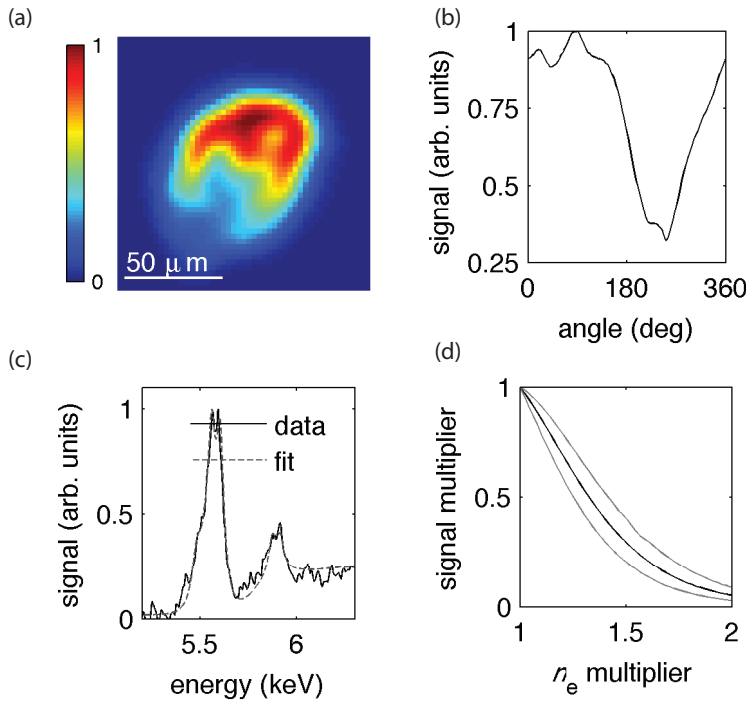 (a)
1
0
50 μm
(b)
1
0.75
0.5
0.25
0 180 360
signal (arb. units)
angle (deg)
(c)
1
0.5
0
5.5 6
signal (arb. units)
energy (keV)
data
fit
(d)
1
0.5
0
1 1.5 2
signal multiplier
nₑ multiplier